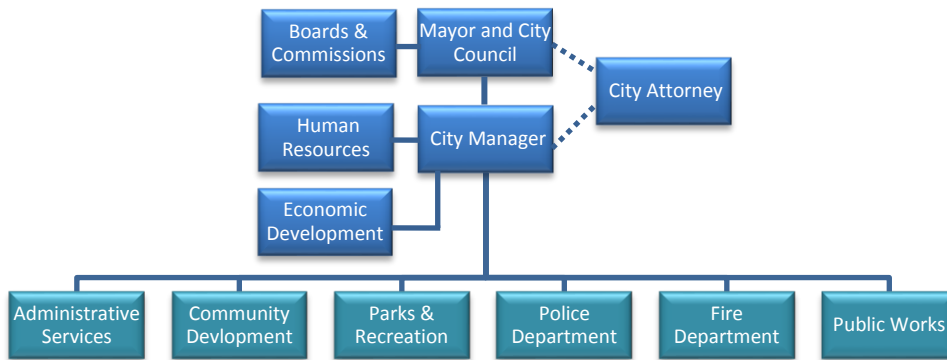 Boards &
Commissions
Mayor and City
Council
City Attorney
Human
Resources
City Manager
Economic
Development
Administrative
Services
Community
Devlopment
Parks &
Recreation
Police
Department
Fire
Department
Public Works